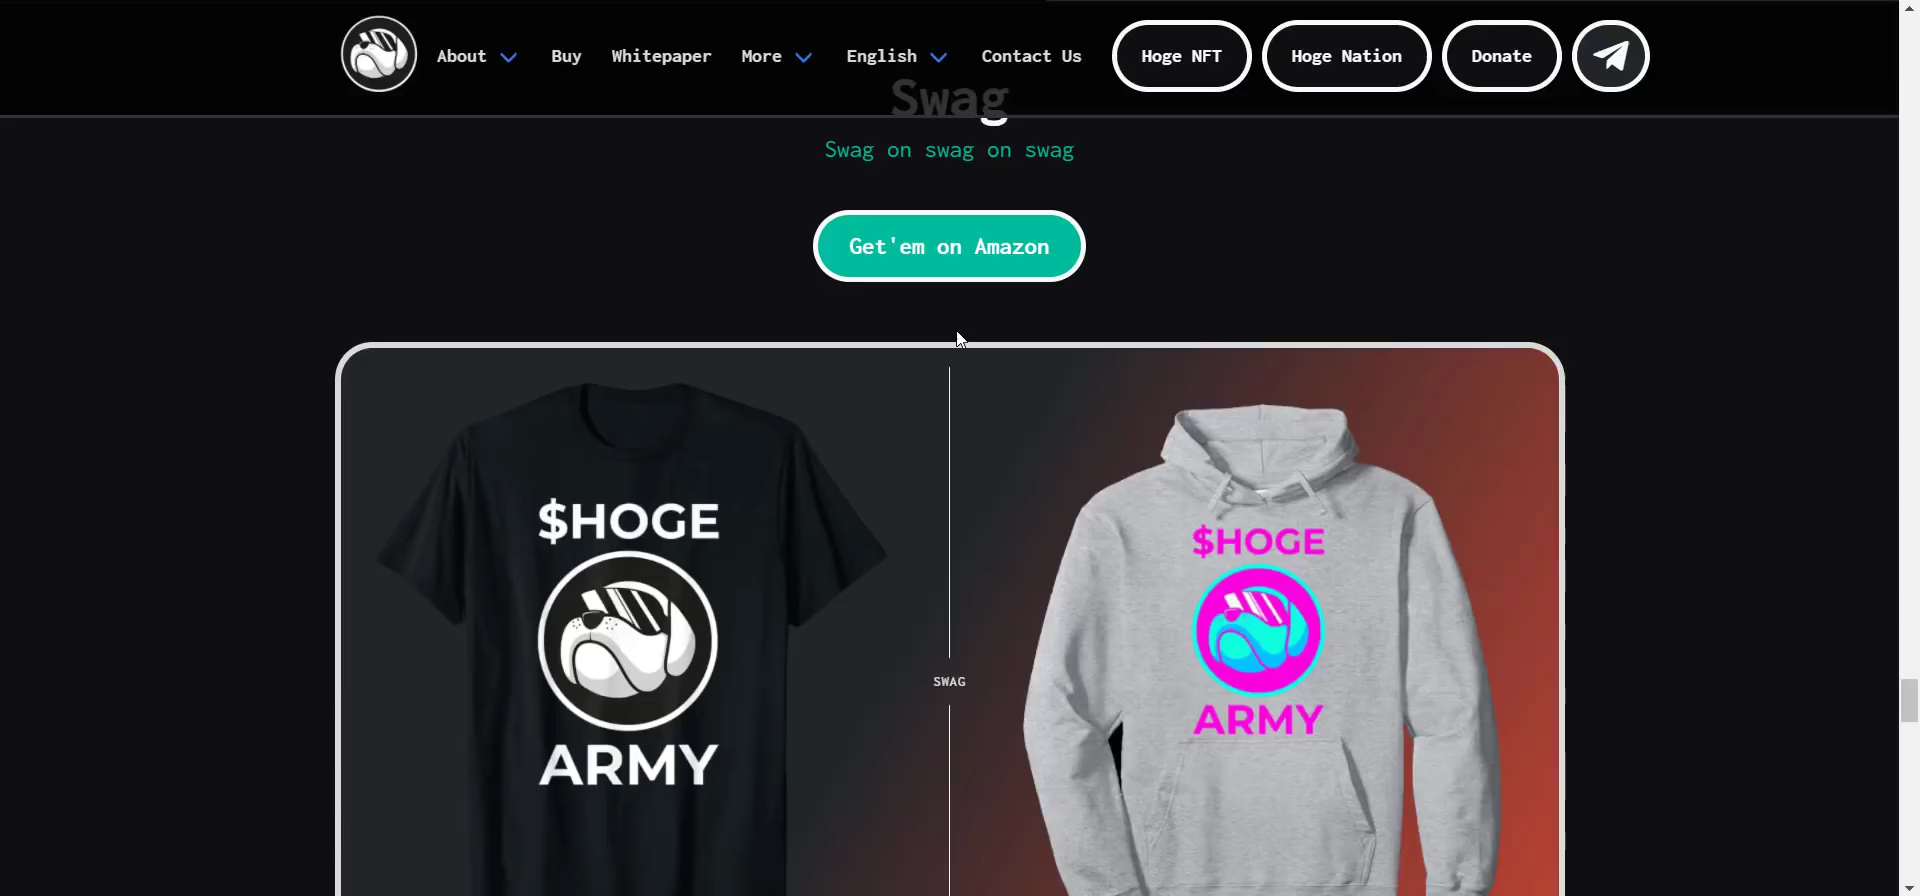 About Buy Whitepaper More English Contact Us Hoge NFT Hoge Nation Donate
Swag
Swag on swag on swag
Get'em on Amazon
$HOGE
ARMY
SWAG
$HOGE
ARMY